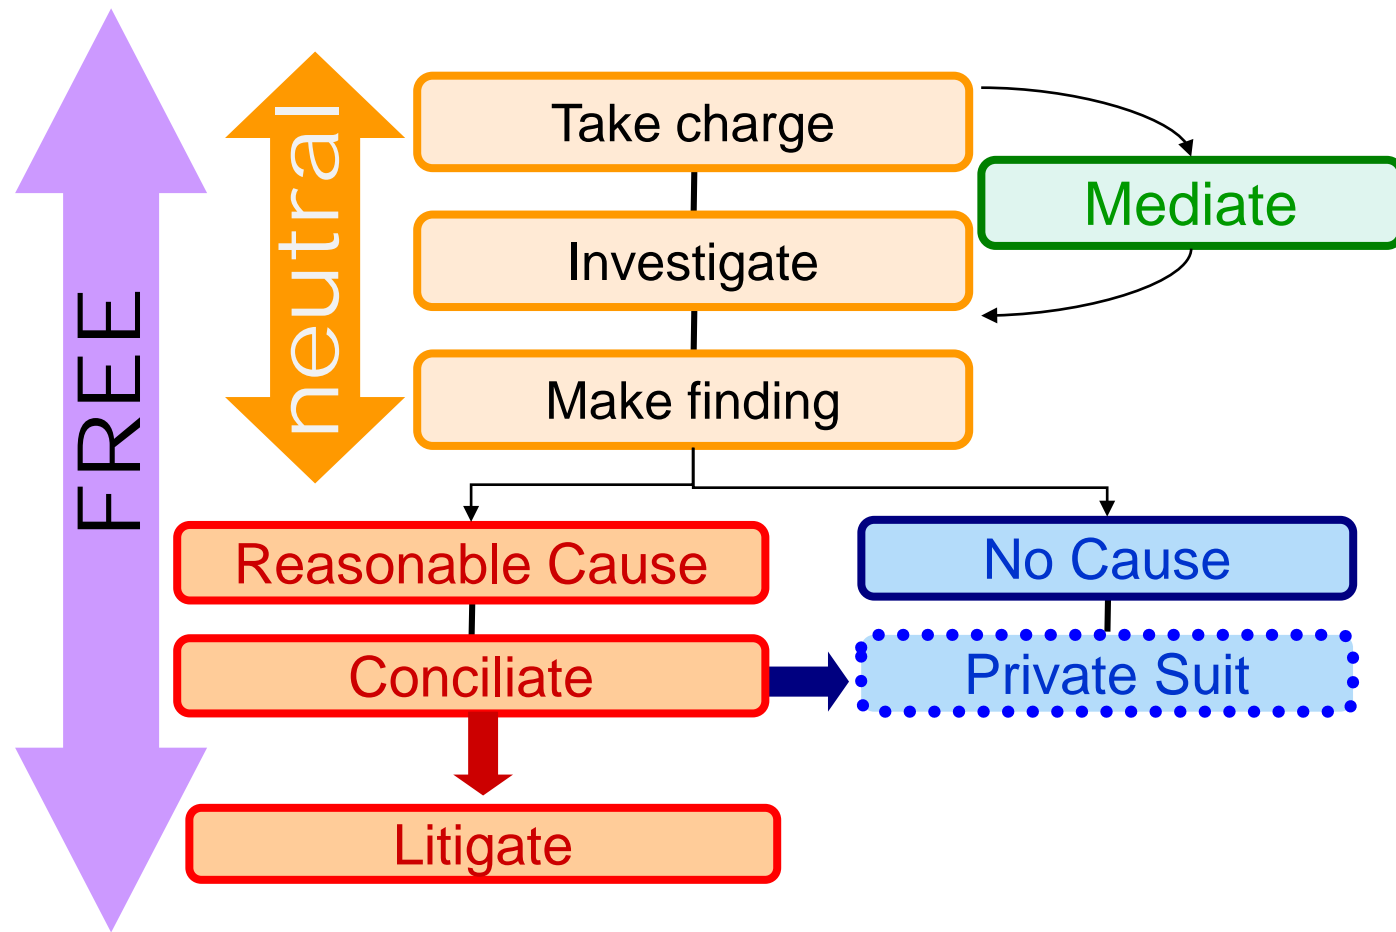 FREE
neutral
Take charge
Mediate
Investigate
Make finding
Reasonable Cause
No Cause
Conciliate
Private Suit
Litigate